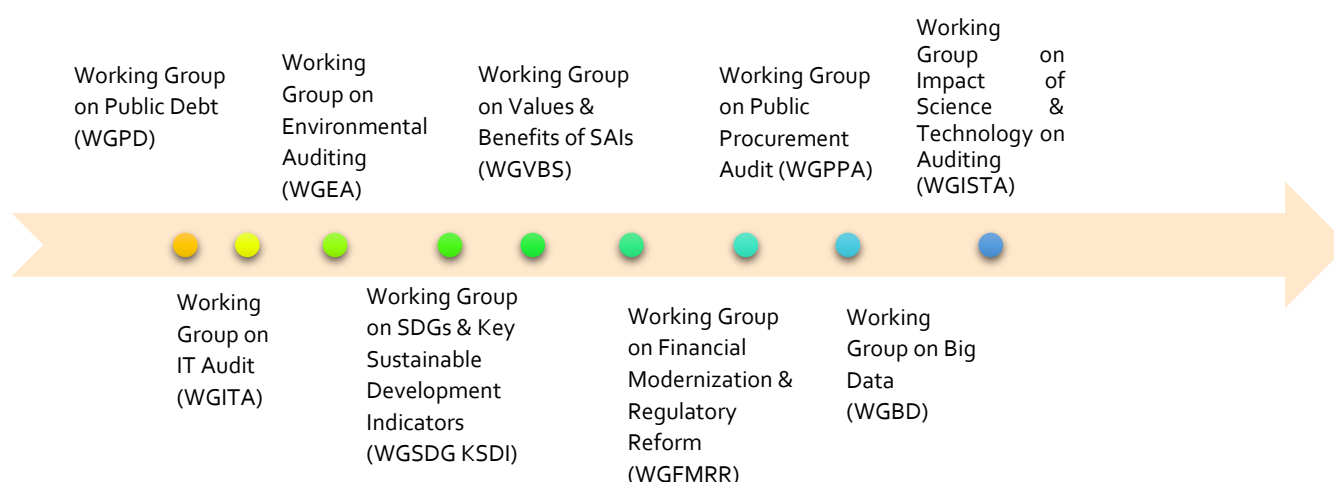 Working Group
on Public Debt
(WGPD)
Working
Group on
Environmental
Auditing
(WGEA)
Working Group
on Values &
Benefits of SAIs
(WGVBS)
Working Group
on Public
Procurement
Audit (WGPPA)
Working
Group on
Impact of
Science &
Technology on
Auditing
(WGISTA)
Working
Group on
IT Audit
(WGITA)
Working Group
on SDGs & Key
Sustainable
Development
Indicators
(WGSDG KSDI)
Working Group
on Financial
Modernization &
Regulatory
Reform
(WGFMRR)
Working
Group on Big
Data
(WGBD)